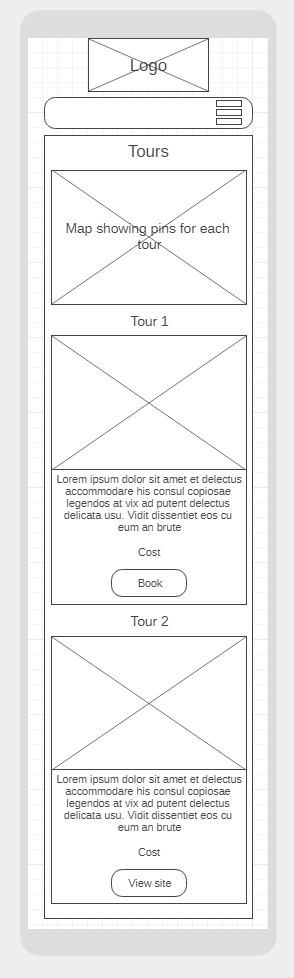 Logo
Tours
Map showing pins for each
tour
Tour 1
Lorem ipsum dolor sit amet et delectus
accommodare his consul copiosae
legendos at vix ad putent delectus
delicata usu. Vidit dissentiet eos cu
eum an brute
Cost
Book
Tour 2
Lorem ipsum dolor sit amet et delectus
accommodare his consul copiosae
legendos at vix ad putent delectus
delicata usu. Vidit dissentiet eos cu
eum an brute
Cost
View site